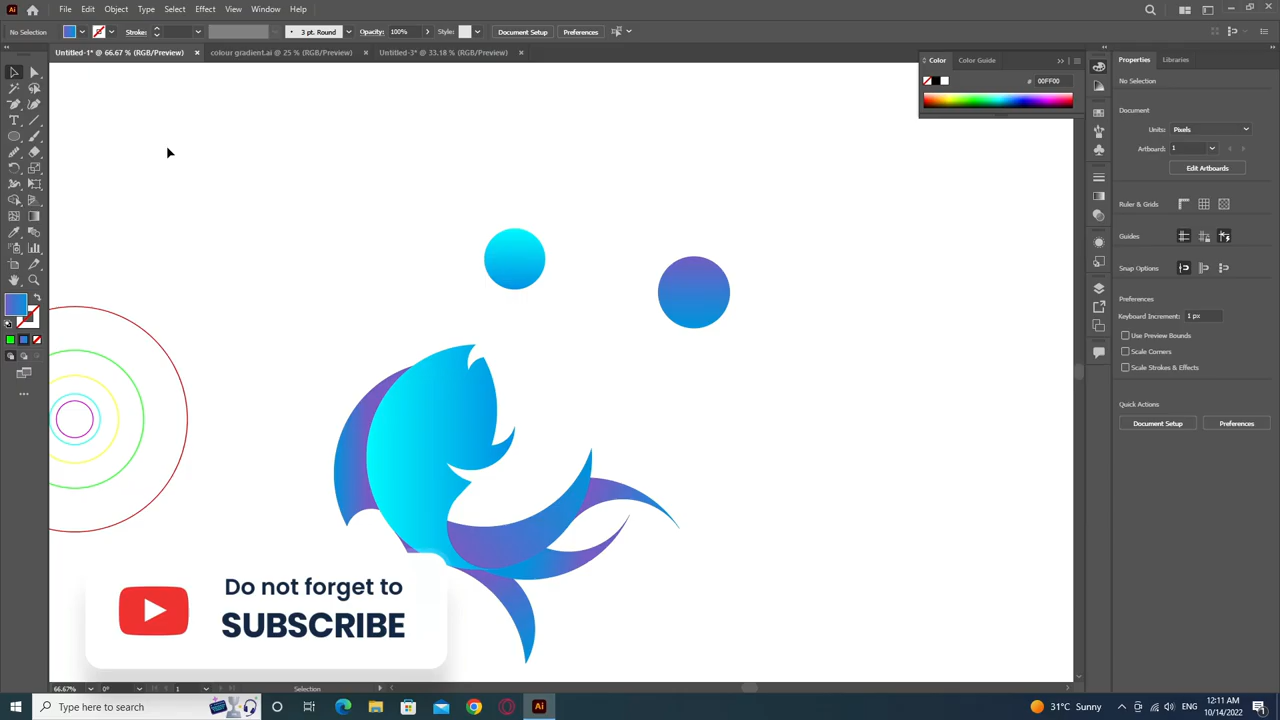 Ai File Edit Object Type Select Effect View Window Help
No Selection Stroke: 3 pt. Round Opacity: 100% Style: Document Setup Preferences
Untitled-1* @ 66.67 % (RGB/Preview) × colour gradient.ai @ 25 % (RGB/Preview) × Untitled-3* @ 33.18 % (RGB/Preview) ×
Color Color Guide
# 00FF00
Properties Libraries
No Selection
Document
Units: Pixels
Artboard: 1
Edit Artboards
Ruler & Grids
Guides
Snap Options
Preferences
Keyboard Increment: 1 px
Use Preview Bounds
Scale Corners
Scale Strokes & Effects
Quick Actions
Document Setup Preferences
Do not forget to
SUBSCRIBE
66.67% 0° 1 Selection
Type here to search
Ai
31°C Sunny
ENG
12:11 AM
10/14/2022